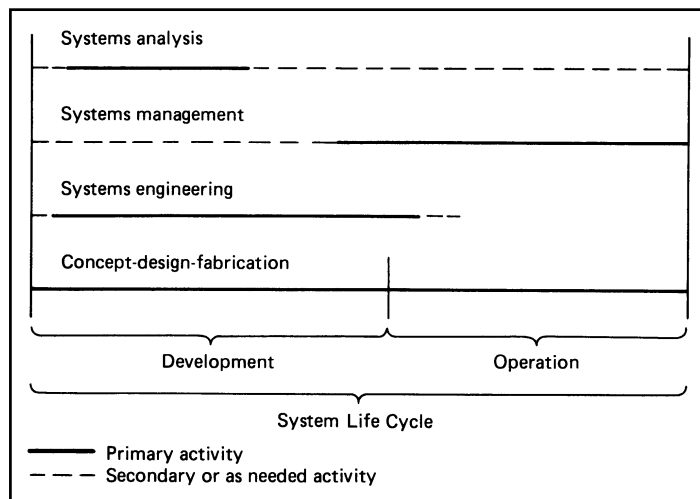 Systems analysis
Systems management
Systems engineering
Concept-design-fabrication
Development Operation
System Life Cycle
Primary activity
Secondary or as needed activity